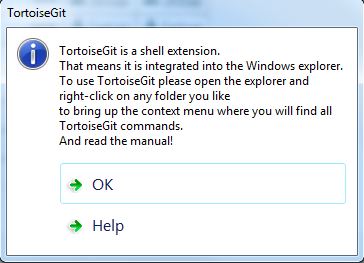 TortoiseGit
TortoiseGit is a shell extension.
That means it is integrated into the Windows explorer.
To use TortoiseGit please open the explorer and
right-click on any folder you like
to bring up the context menu where you will find all
TortoiseGit commands.
And read the manual!
OK
Help